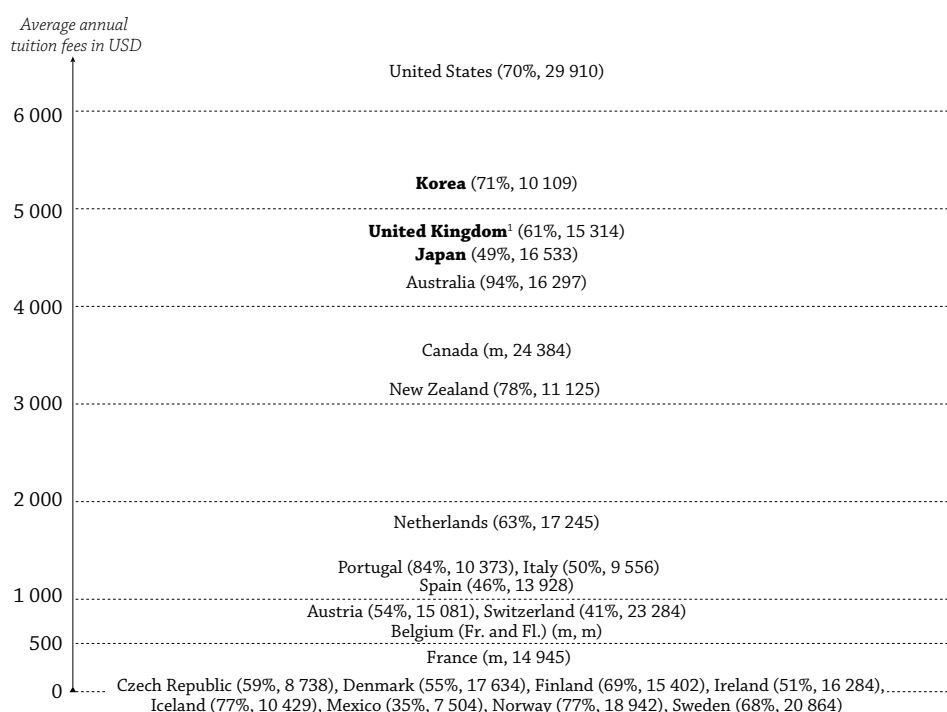 Average annual
tuition fees in USD
United States (70%, 29 910)
6 000
Korea (71%, 10 109)
5 000
United Kingdom¹ (61%, 15 314)
Japan (49%, 16 533)
Australia (94%, 16 297)
4 000
Canada (m, 24 384)
New Zealand (78%, 11 125)
3 000
2 000
Netherlands (63%, 17 245)
Portugal (84%, 10 373), Italy (50%, 9 556)
Spain (46%, 13 928)
1 000
Austria (54%, 15 081), Switzerland (41%, 23 284)
Belgium (Fr. and Fl.) (m, m)
500
France (m, 14 945)
0
Czech Republic (59%, 8 738), Denmark (55%, 17 634), Finland (69%, 15 402), Ireland (51%, 16 284),
Iceland (77%, 10 429), Mexico (35%, 7 504), Norway (77%, 18 942), Sweden (68%, 20 864)